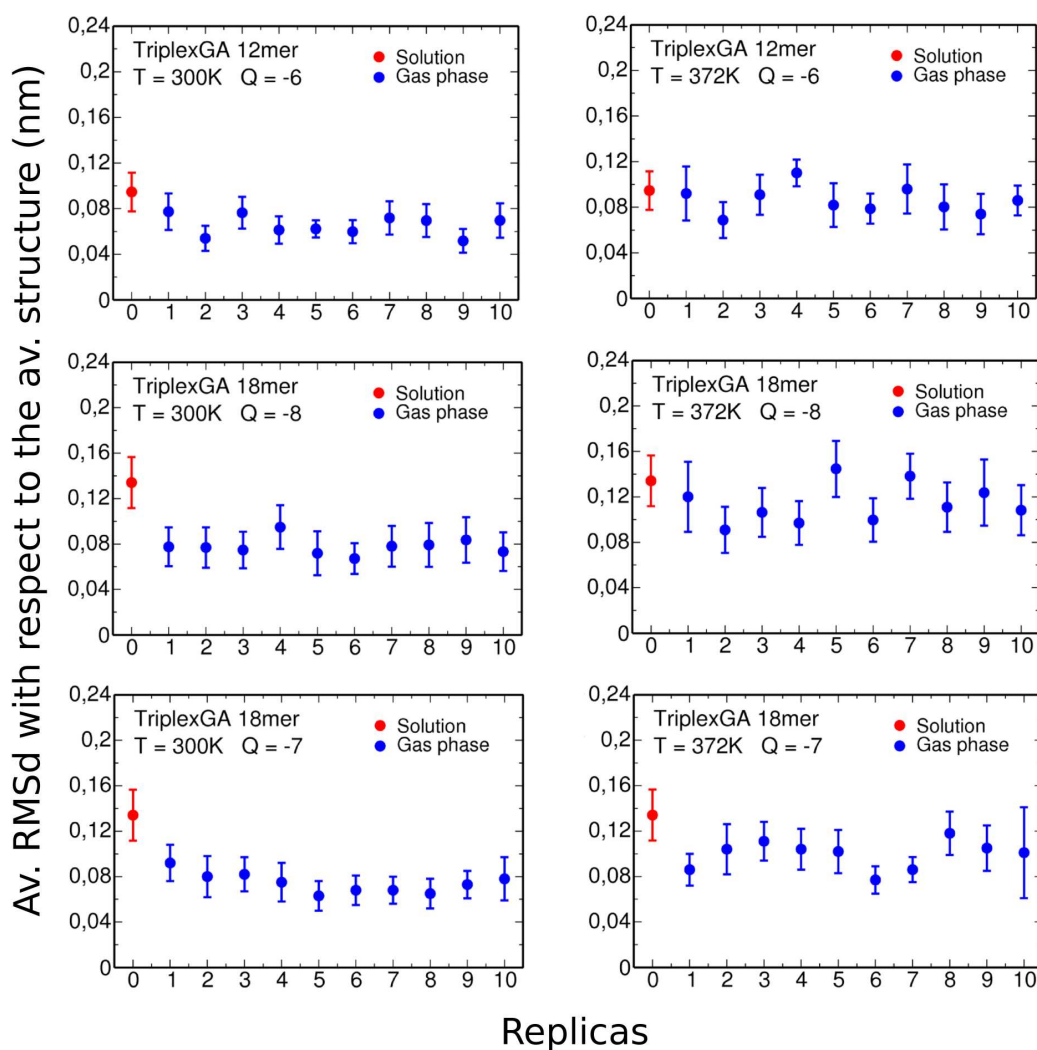 Av. RMSd with respect to the av. structure (nm)
0,24
0,2
0,16
0,12
0,08
0,04
0
TriplexGA 12mer
T = 300K Q = -6
Solution
Gas phase
0 1 2 3 4 5 6 7 8 9 10
0,24
0,2
0,16
0,12
0,08
0,04
0
TriplexGA 12mer
T = 372K Q = -6
Solution
Gas phase
0 1 2 3 4 5 6 7 8 9 10
0,24
0,2
0,16
0,12
0,08
0,04
0
TriplexGA 18mer
T = 300K Q = -8
Solution
Gas phase
0 1 2 3 4 5 6 7 8 9 10
0,24
0,2
0,16
0,12
0,08
0,04
0
TriplexGA 18mer
T = 372K Q = -8
Solution
Gas phase
0 1 2 3 4 5 6 7 8 9 10
0,24
0,2
0,16
0,12
0,08
0,04
0
TriplexGA 18mer
T = 300K Q = -7
Solution
Gas phase
0 1 2 3 4 5 6 7 8 9 10
0,24
0,2
0,16
0,12
0,08
0,04
0
TriplexGA 18mer
T = 372K Q = -7
Solution
Gas phase
0 1 2 3 4 5 6 7 8 9 10
Replicas